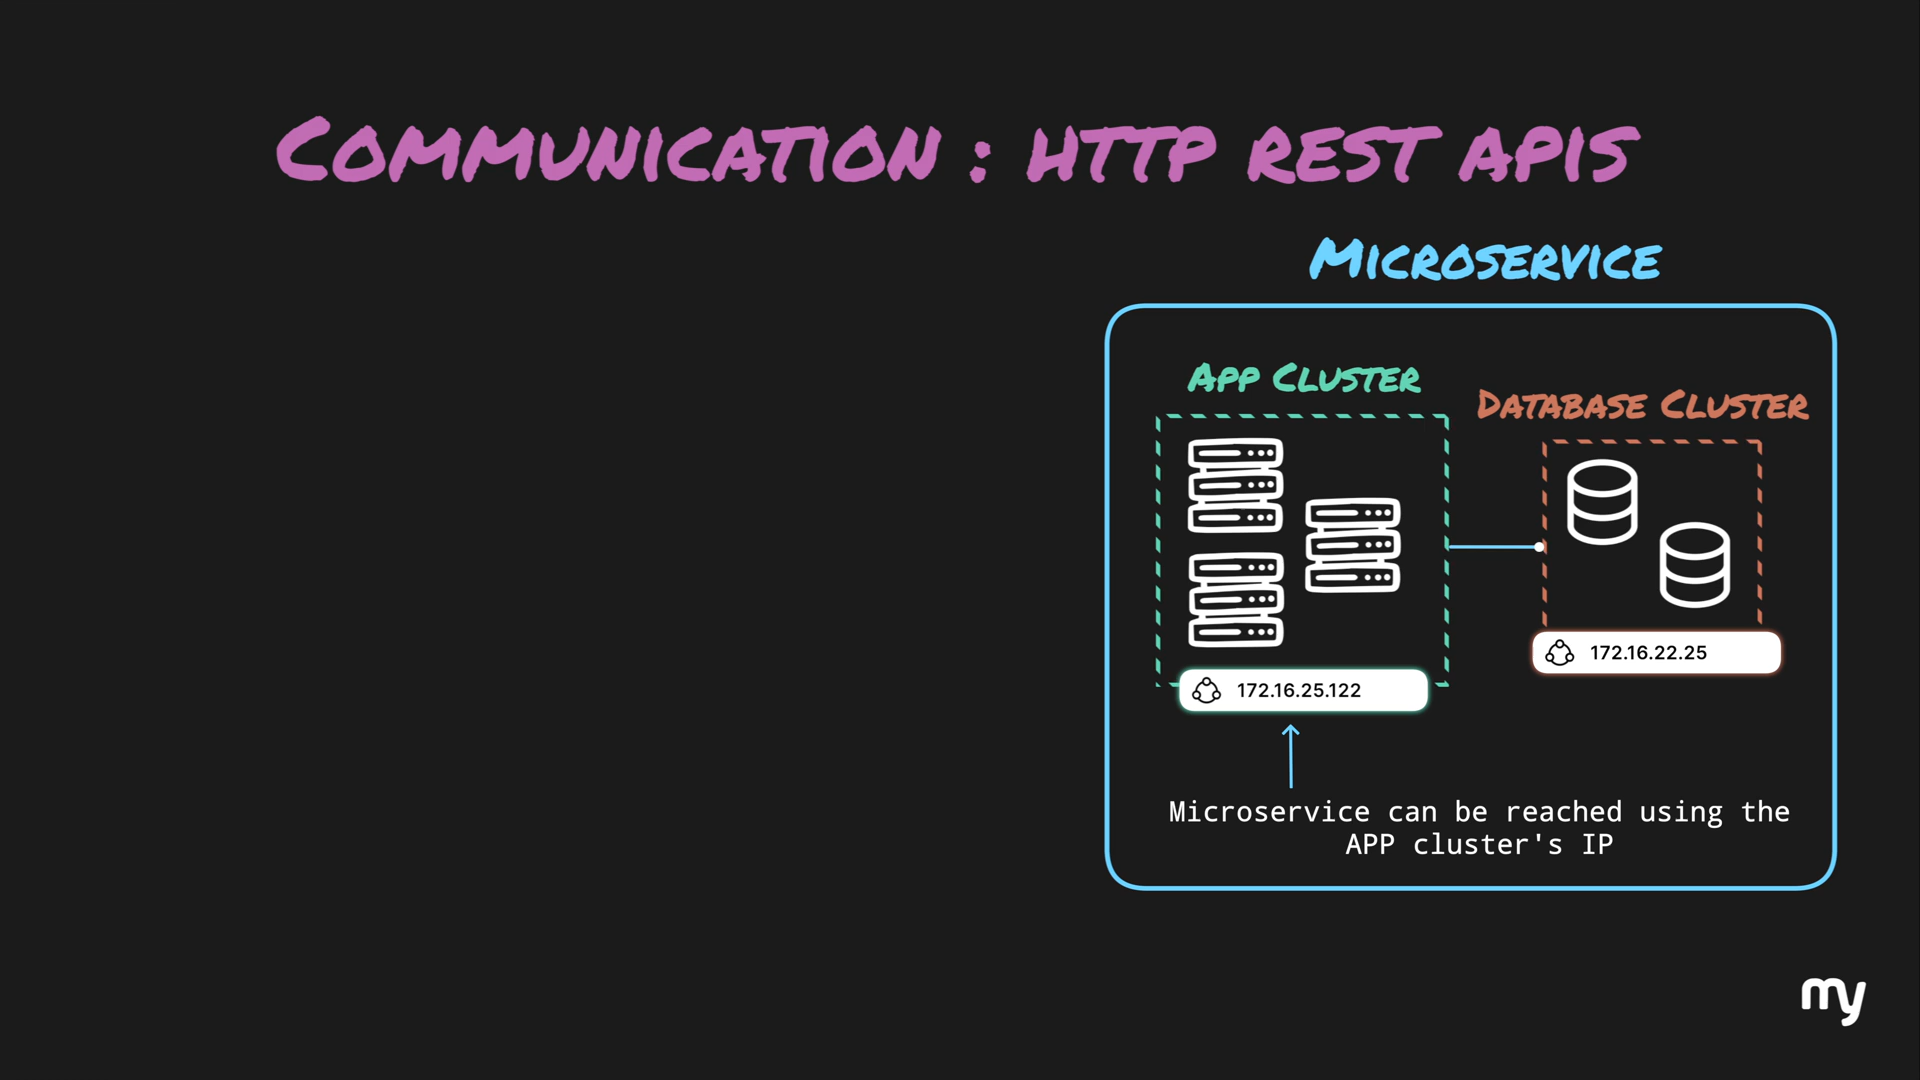 COMMUNICATION : HTTP REST APIS
MICROSERVICE
APP CLUSTER
DATABASE CLUSTER
172.16.22.25
172.16.25.122
Microservice can be reached using the
APP cluster's IP
my